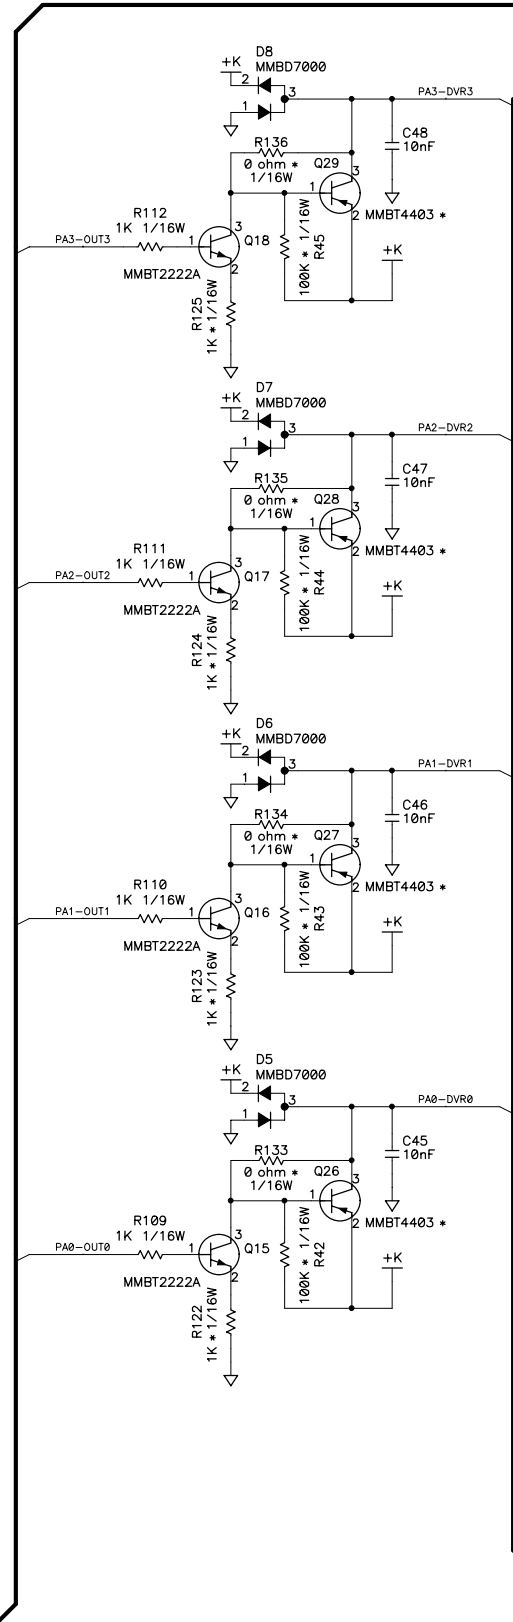 D8
+K
MMBD7000
2
3
1
PA3-DVR3
R136
0 ohm *
1/16W
Q29
C48
10nF
3
1
2
MMBT4403 *
R112
1K 1/16W
PA3-OUT3
1
3
Q18
2
MMBT2222A
100K * 1/16W
R45
+K
R125
1K * 1/16W
D7
+K
MMBD7000
2
3
1
PA2-DVR2
R135
0 ohm *
1/16W
Q28
C47
10nF
3
1
2
MMBT4403 *
R111
1K 1/16W
PA2-OUT2
1
3
Q17
2
MMBT2222A
100K * 1/16W
R44
+K
R124
1K * 1/16W
D6
+K
MMBD7000
2
3
1
PA1-DVR1
R134
0 ohm *
1/16W
Q27
C46
10nF
3
1
2
MMBT4403 *
R110
1K 1/16W
PA1-OUT1
1
3
Q16
2
MMBT2222A
100K * 1/16W
R43
+K
R123
1K * 1/16W
D5
+K
MMBD7000
2
3
1
PA0-DVR0
R133
0 ohm *
1/16W
Q26
C45
10nF
3
1
2
MMBT4403 *
R109
1K 1/16W
PA0-OUT0
1
3
Q15
2
MMBT2222A
100K * 1/16W
R42
+K
R122
1K * 1/16W